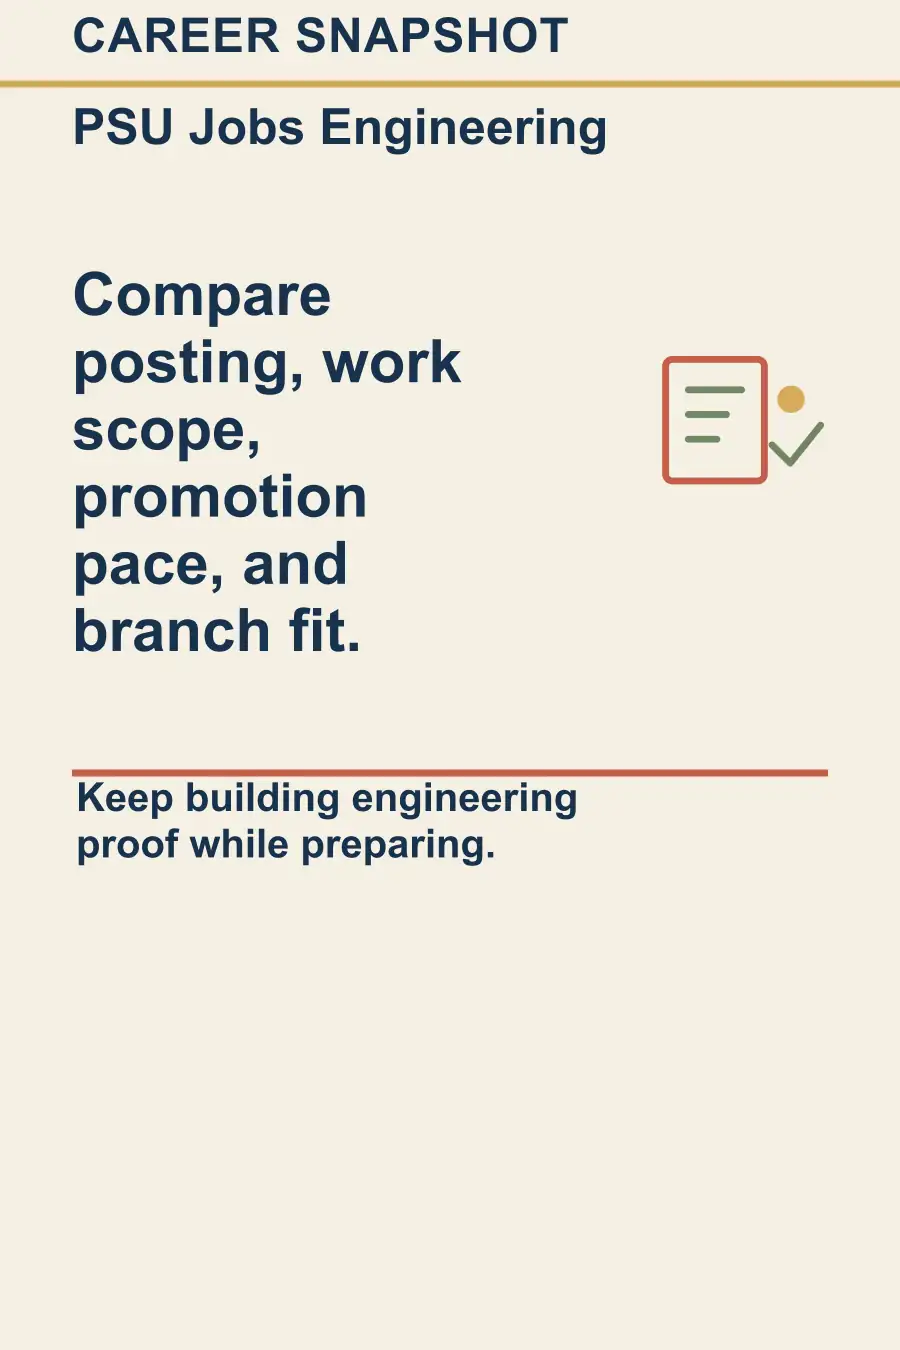 CAREER SNAPSHOT
PSU Jobs Engineering
Compare
posting, work
scope,
promotion
pace, and
branch fit.
Keep building engineering
proof while preparing.